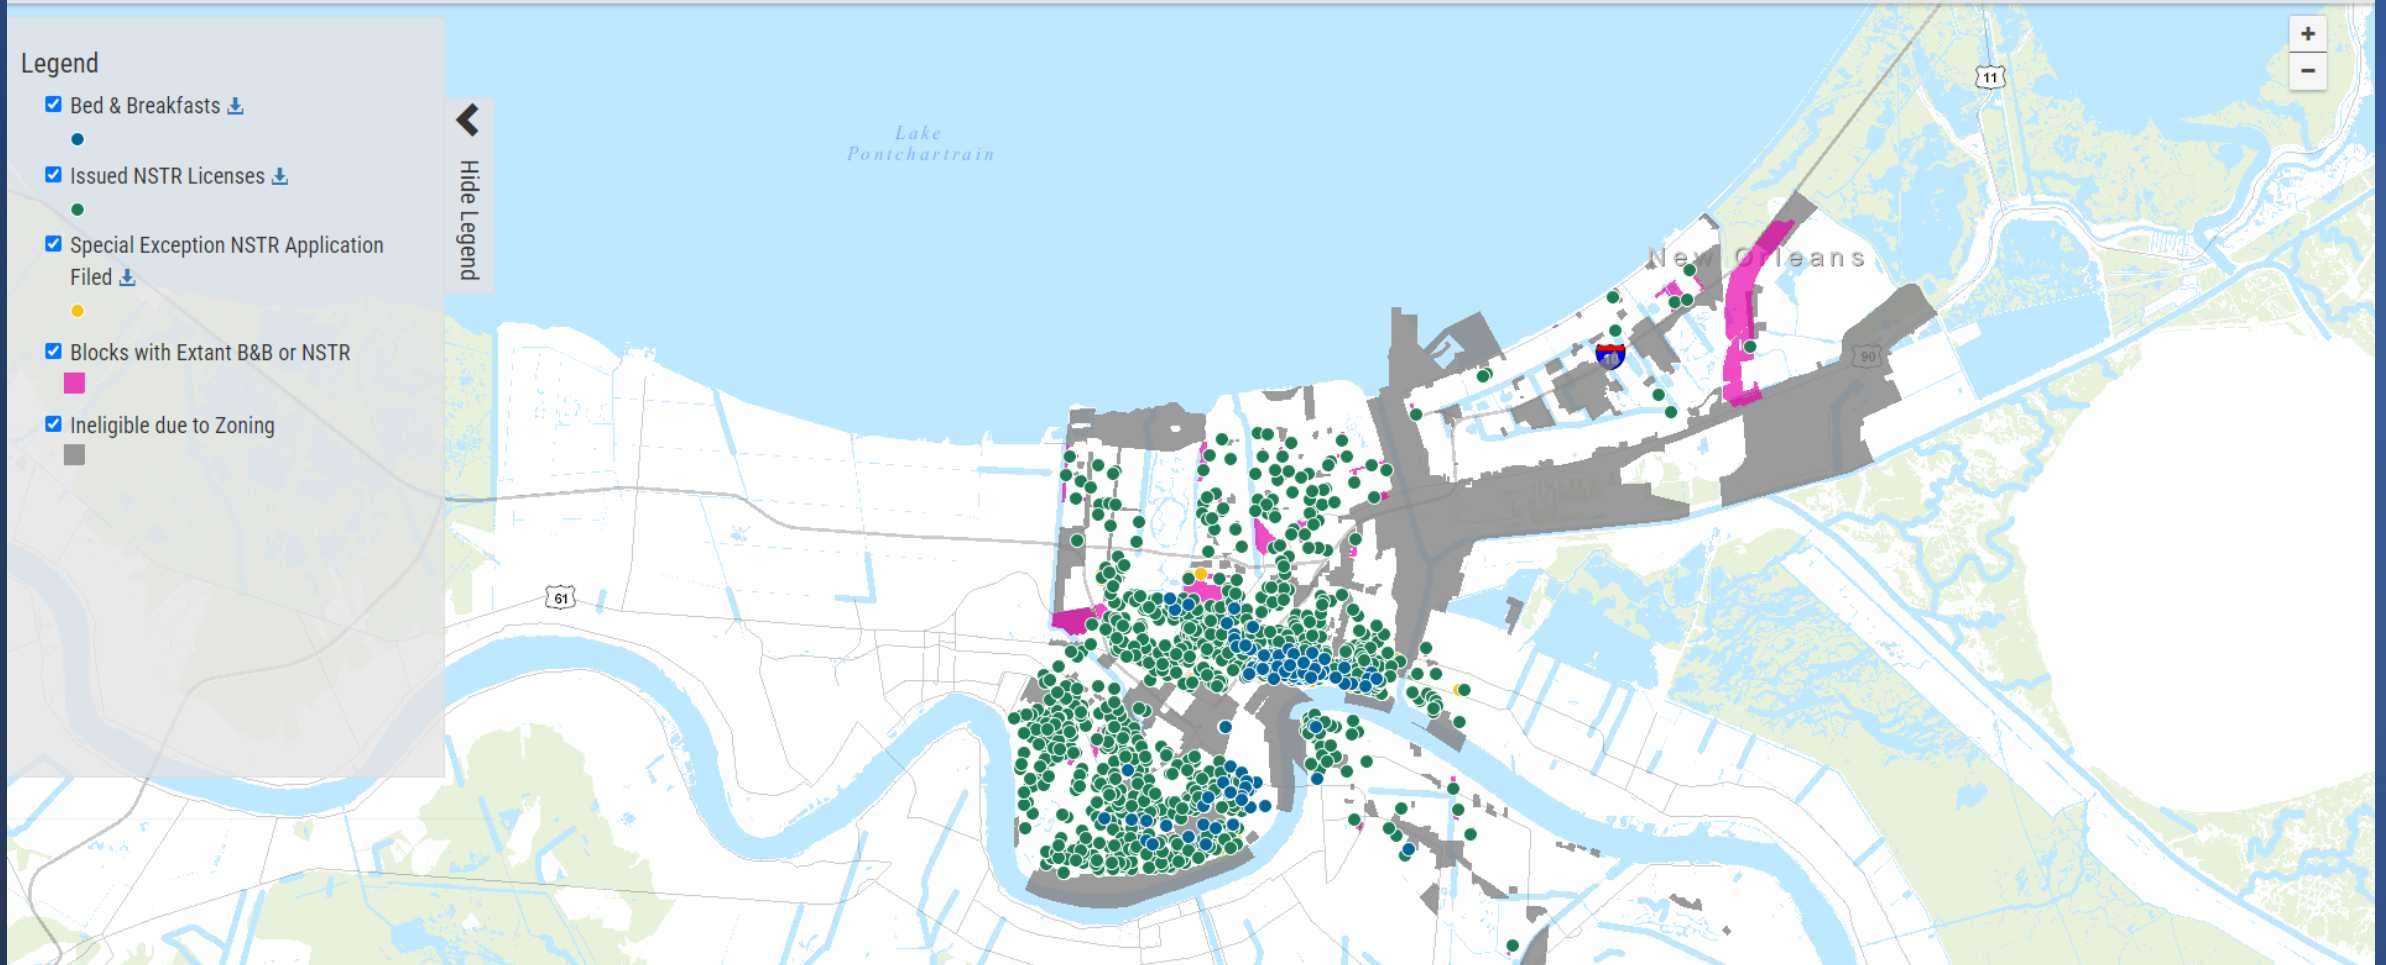 Legend
Bed & Breakfasts
Issued NSTR Licenses
Special Exception NSTR Application
Filed
Blocks with Extant B&B or NSTR
Ineligible due to Zoning
Hide Legend
Lake
Pontchartrain
New Orleans
+
−
11
10
90
61